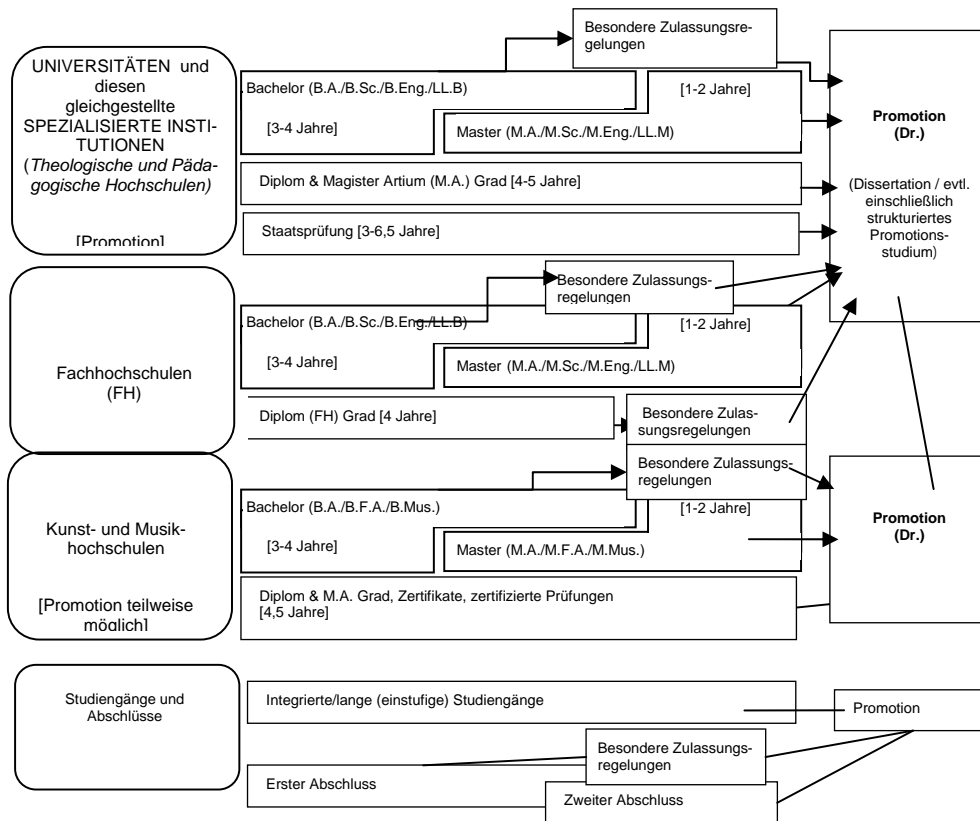 Besondere Zulassungsre-
gelungen
UNIVERSITÄTEN und
diesen
gleichgestellte
SPEZIALISIERTE INSTI-
TUTIONEN
(Theologische und Päda-
gogische Hochschulen)
[Promotion]
Bachelor (B.A./B.Sc./B.Eng./LL.B)
[3-4 Jahre]
[1-2 Jahre]
Master (M.A./M.Sc./M.Eng./LL.M)
Diplom & Magister Artium (M.A.) Grad [4-5 Jahre]
Staatsprüfung [3-6,5 Jahre]
Promotion
(Dr.)
(Dissertation / evtl.
einschließlich
strukturiertes
Promotions-
studium)
Fachhochschulen
(FH)
Besondere Zulassungs-
regelungen
Bachelor (B.A./B.Sc./B.Eng./LL.B)
[3-4 Jahre]
[1-2 Jahre]
Master (M.A./M.Sc./M.Eng./LL.M)
Diplom (FH) Grad [4 Jahre]
Besondere Zulas-
sungsregelungen
Kunst- und Musik-
hochschulen
[Promotion teilweise
möglich]
Besondere Zulassungs-
regelungen
Bachelor (B.A./B.F.A./B.Mus.)
[3-4 Jahre]
[1-2 Jahre]
Master (M.A./M.F.A./M.Mus.)
Diplom & M.A. Grad, Zertifikate, zertifizierte Prüfungen
[4,5 Jahre]
Promotion
(Dr.)
Studiengänge und
Abschlüsse
Integrierte/lange (einstufige) Studiengänge
Promotion
Besondere Zulassungs-
regelungen
Erster Abschluss
Zweiter Abschluss